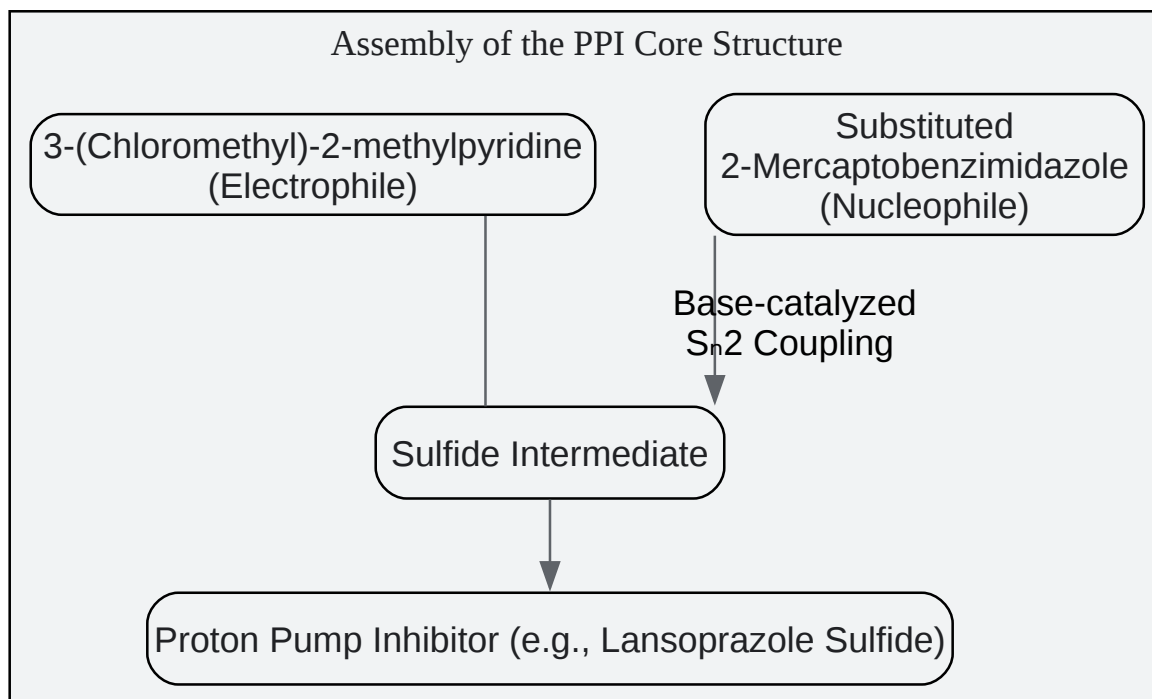 Assembly of the PPI Core Structure
3-(Chloromethyl)-2-methylpyridine
(Electrophile)
Substituted
2-Mercaptobenzimidazole
(Nucleophile)
Base-catalyzed
Sₙ2 Coupling
Sulfide Intermediate
Proton Pump Inhibitor (e.g., Lansoprazole Sulfide)